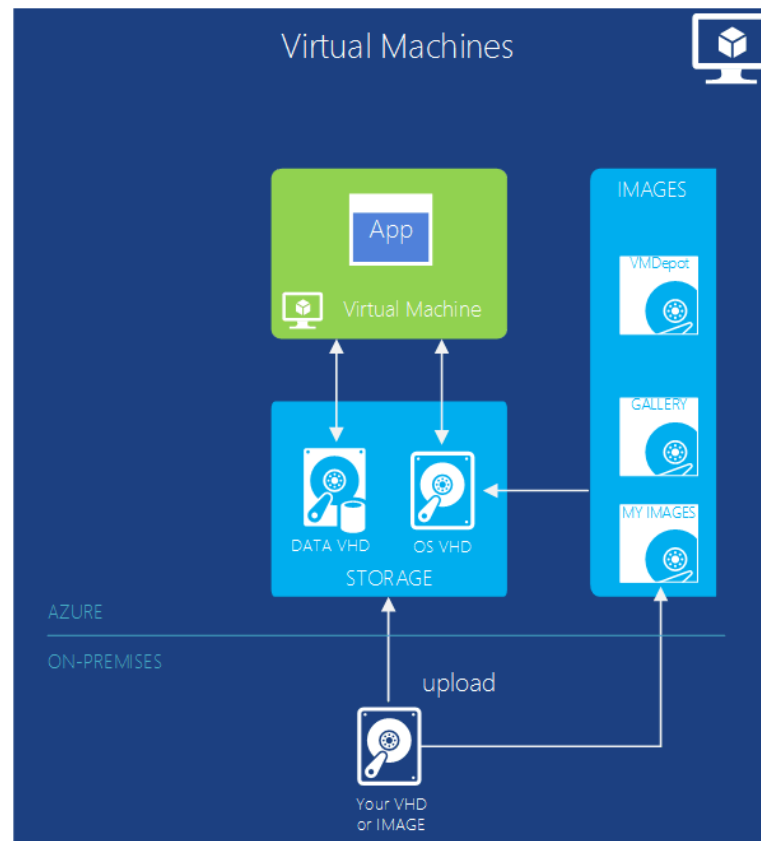 Virtual Machines
App
Virtual Machine
IMAGES
VMDepot
GALLERY
MY IMAGES
DATA VHD
OS VHD
STORAGE
AZURE
ON-PREMISES
upload
Your VHD
or IMAGE